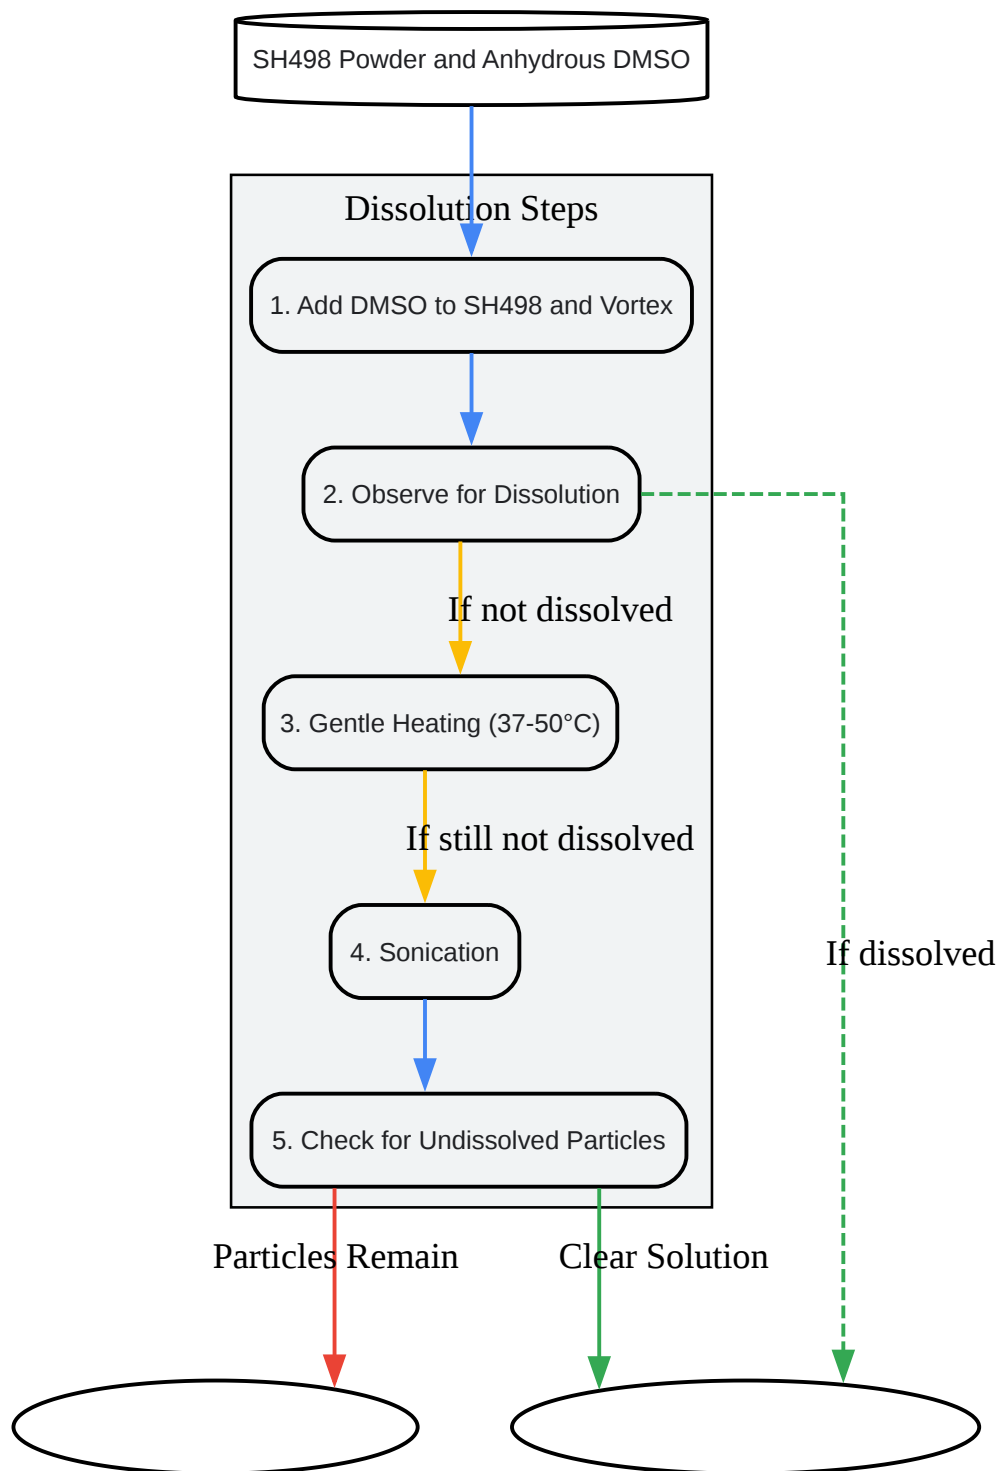 SH498 Powder and Anhydrous DMSO
Dissolution Steps
1. Add DMSO to SH498 and Vortex
2. Observe for Dissolution
If not dissolved
3. Gentle Heating (37-50°C)
If still not dissolved
4. Sonication
If dissolved
5. Check for Undissolved Particles
Particles Remain
Clear Solution